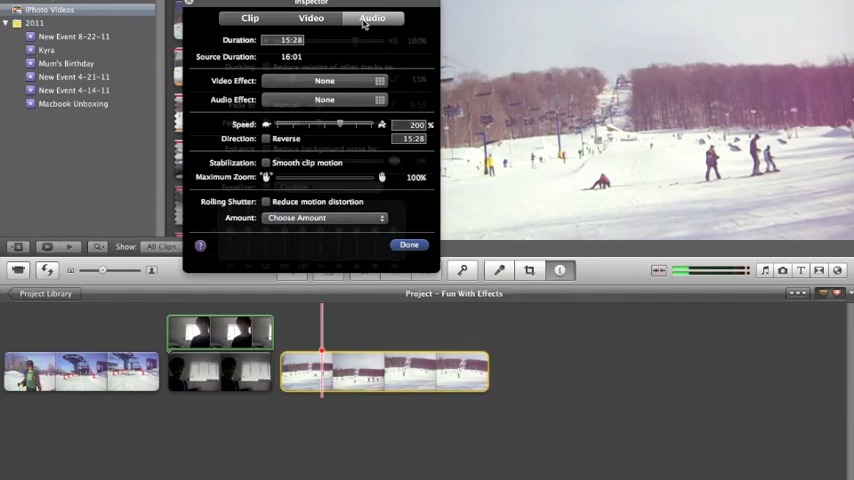 iPhoto Videos
2011
New Event 8-22-11
Kyra
Mum's Birthday
New Event 4-21-11
New Event 4-14-11
Macbook Unboxing
Show: All Clips
Inspector
Clip Video Audio
Duration: 15:28 100%
Source Duration: 16:01
Video Effect: None 15%
Audio Effect: None
Speed: 200 %
Direction: Reverse 15:28
Stabilization: Smooth clip motion
Maximum Zoom: 100%
Rolling Shutter: Reduce motion distortion
Amount: Choose Amount
? Done
Project Library
Project - Fun With Effects